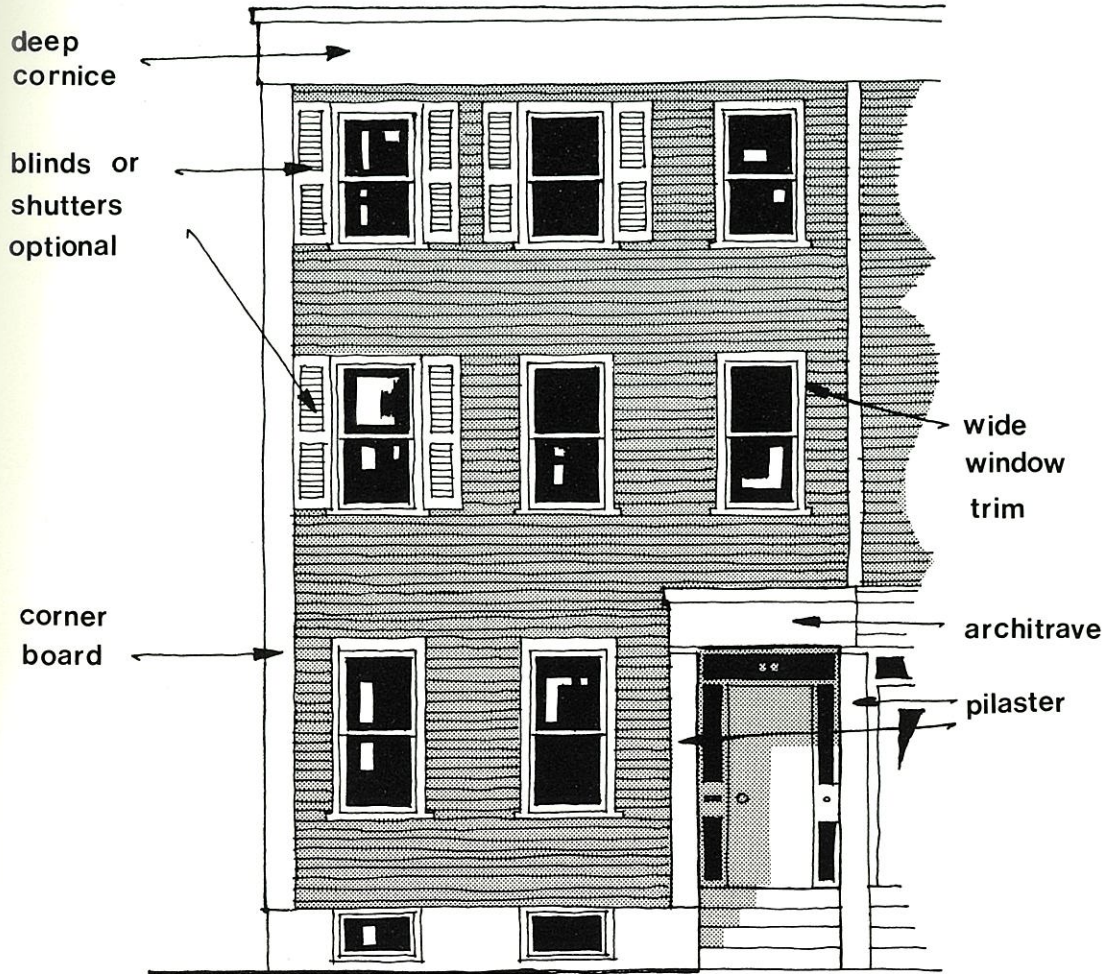 deep
cornice
blinds or
shutters
optional
wide
window
trim
corner
board
architrave
pilaster